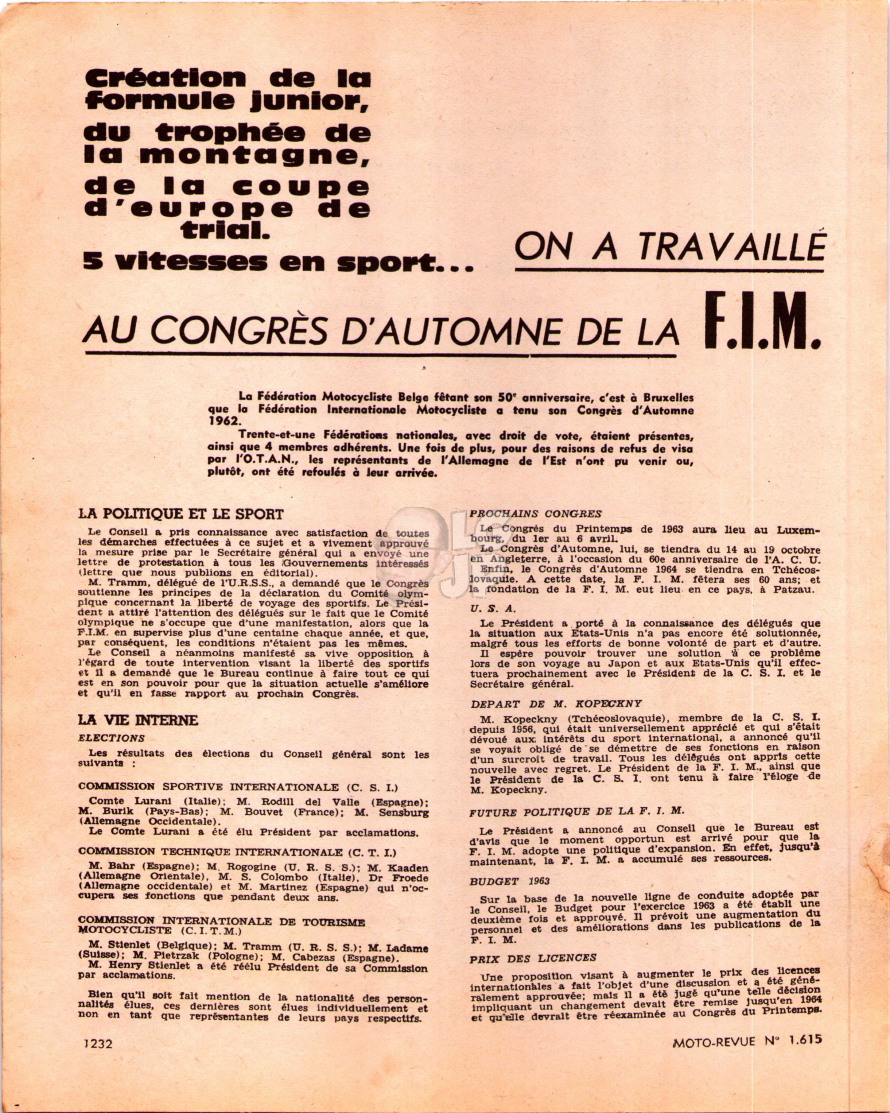 Création de la
formule junior,
du trophée de
la montagne,
de la coupe
d'europe de
trial.
5 vitesses en sport...
ON A TRAVAILLÉ
AU CONGRÈS D'AUTOMNE DE LA F.I.M.
La Fédération Motocycliste Belge fêtant son 50e anniversaire, c'est à Bruxelles
que la Fédération Internationale Motocycliste a tenu son Congrès d'Automne
1962.
Trente-et-une Fédérations nationales, avec droit de vote, étaient présentes,
ainsi que 4 membres adhérents. Une fois de plus, pour des raisons de refus de visa
par l'O.T.A.N., les représentants de l'Allemagne de l'Est n'ont pu venir ou,
plutôt, ont été refoulés à leur arrivée.
LA POLITIQUE ET LE SPORT
Le Conseil a pris connaissance avec satisfaction de toutes
les démarches effectuées à ce sujet et a vivement approuvé
la mesure prise par le Secrétaire général qui a envoyé une
lettre de protestation à tous les Gouvernements intéressés
(lettre que nous publions en éditorial).
M. Tramm, délégué de l'U.R.S.S., a demandé que le Congrès
soutienne les principes de la déclaration du Comité olym-
pique concernant la liberté de voyage des sportifs. Le Prési-
dent a attiré l'attention des délégués sur le fait que le Comité
olympique ne s'occupe que d'une manifestation, alors que la
F.I.M. en supervise plus d'une centaine chaque année, et que,
par conséquent, les conditions n'étaient pas les mêmes.
Le Conseil a néanmoins manifesté sa vive opposition à
l'égard de toute intervention visant la liberté des sportifs
et il a demandé que le Bureau continue à faire tout ce qui
est en son pouvoir pour que la situation actuelle s'améliore
et qu'il en fasse rapport au prochain Congrès.
LA VIE INTERNE
ELECTIONS
Les résultats des élections du Conseil général sont les
suivants :
COMMISSION SPORTIVE INTERNATIONALE (C. S. I.)
Comte Lurani (Italie); M. Rodill del Valle (Espagne);
M. Burik (Pays-Bas); M. Bouvet (France); M. Sensburg
(Allemagne Occidentale).
Le Comte Lurani a été élu Président par acclamations.
COMMISSION TECHNIQUE INTERNATIONALE (C. T. I.)
M. Bahr (Espagne); M. Rogogine (U. R. S. S.); M. Kaaden
(Allemagne Orientale), M. S. Colombo (Italie), Dr Froede
(Allemagne occidentale) et M. Martinez (Espagne) qui n'oc-
cupera ses fonctions que pendant deux ans.
COMMISSION INTERNATIONALE DE TOURISME
MOTOCYCLISTE (C.I.T.M.)
M. Stienlet (Belgique); M. Tramm (U. R. S. S.); M. Ladame
(Suisse); M. Pietrzak (Pologne); M. Cabezas (Espagne).
M. Henry Stienlet a été réélu Président de sa Commission
par acclamations.
Bien qu'il soit fait mention de la nationalité des person-
nalités élues, ces dernières sont élues individuellement et
non en tant que représentantes de leurs pays respectifs.
PROCHAINS CONGRES
Le Congrès du Printemps de 1963 aura lieu au Luxem-
bourg, du 1er au 6 avril.
Le Congrès d'Automne, lui, se tiendra du 14 au 19 octobre
en Angleterre, à l'occasion du 60e anniversaire de l'A. C. U.
Enfin, le Congrès d'Automne 1964 se tiendra en Tchécos-
lovaquie. A cette date, la F. I. M. fêtera ses 60 ans; et
la fondation de la F. I. M. eut lieu en ce pays, à Patzau.
U. S. A.
Le Président a porté à la connaissance des délégués que
la situation aux Etats-Unis n'a pas encore été solutionnée,
malgré tous les efforts de bonne volonté de part et d'autre.
Il espère pouvoir trouver une solution à ce problème
lors de son voyage au Japon et aux Etats-Unis qu'il effec-
tuera prochainement avec le Président de la C. S. I. et le
Secrétaire général.
DEPART DE M. KOPECKNY
M. Kopeckny (Tchécoslovaquie), membre de la C. S. I.
depuis 1956, qui était universellement apprécié et qui s'était
dévoué aux intérêts du sport international, a annoncé qu'il
se voyait obligé de se démettre de ses fonctions en raison
d'un surcroit de travail. Tous les délégués ont appris cette
nouvelle avec regret. Le Président de la F. I. M., ainsi que
le Président de la C. S. I. ont tenu à faire l'éloge de
M. Kopeckny.
FUTURE POLITIQUE DE LA F. I. M.
Le Président a annoncé au Conseil que le Bureau est
d'avis que le moment opportun est arrivé pour que la
F. I. M. adopte une politique d'expansion. En effet, jusqu'à
maintenant, la F. I. M. a accumulé ses ressources.
BUDGET 1963
Sur la base de la nouvelle ligne de conduite adoptée par
le Conseil, le Budget pour l'exercice 1963 a été établi une
deuxième fois et approuvé. Il prévoit une augmentation du
personnel et des améliorations dans les publications de la
F. I. M.
PRIX DES LICENCES
Une proposition visant à augmenter le prix des licences
internationales a fait l'objet d'une discussion et a été géné-
ralement approuvée; mais il a été jugé qu'une telle décision
impliquant un changement devait être remise jusqu'en 1964
et qu'elle devrait être réexaminée au Congrès du Printemps.
1232
MOTO-REVUE N° 1.615